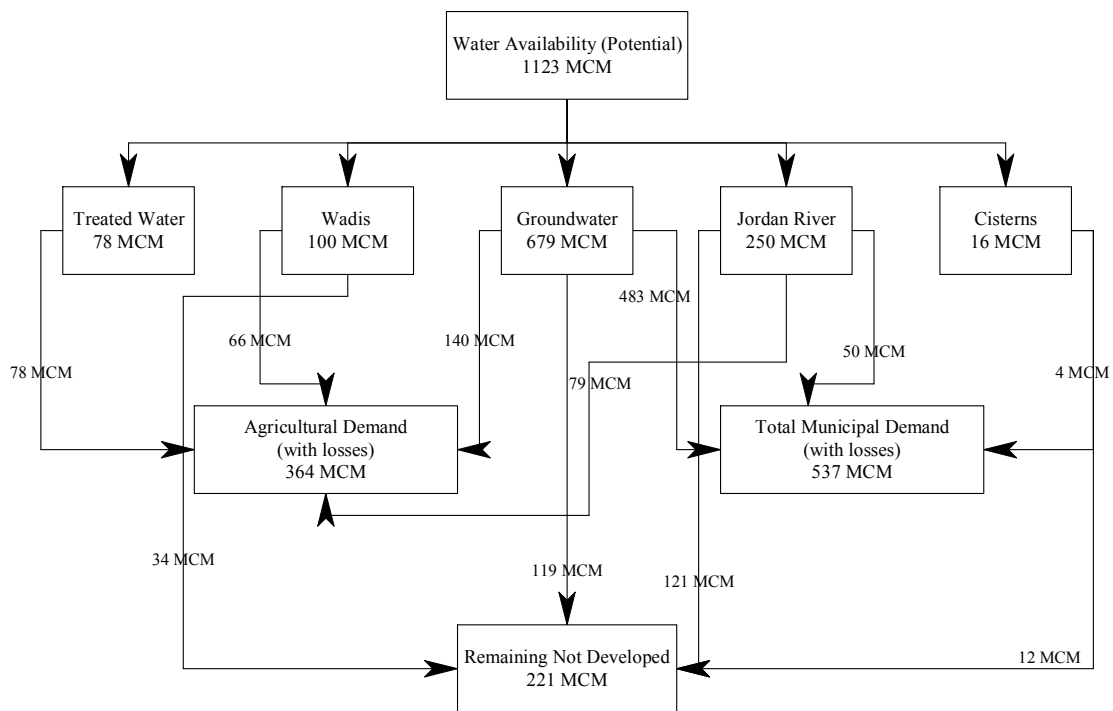 Water Availability (Potential)
1123 MCM
Treated Water
78 MCM
Wadis
100 MCM
Groundwater
679 MCM
Jordan River
250 MCM
Cisterns
16 MCM
483 MCM
66 MCM
140 MCM
50 MCM
78 MCM
79 MCM
4 MCM
Agricultural Demand
(with losses)
364 MCM
Total Municipal Demand
(with losses)
537 MCM
34 MCM
119 MCM
121 MCM
12 MCM
Remaining Not Developed
221 MCM